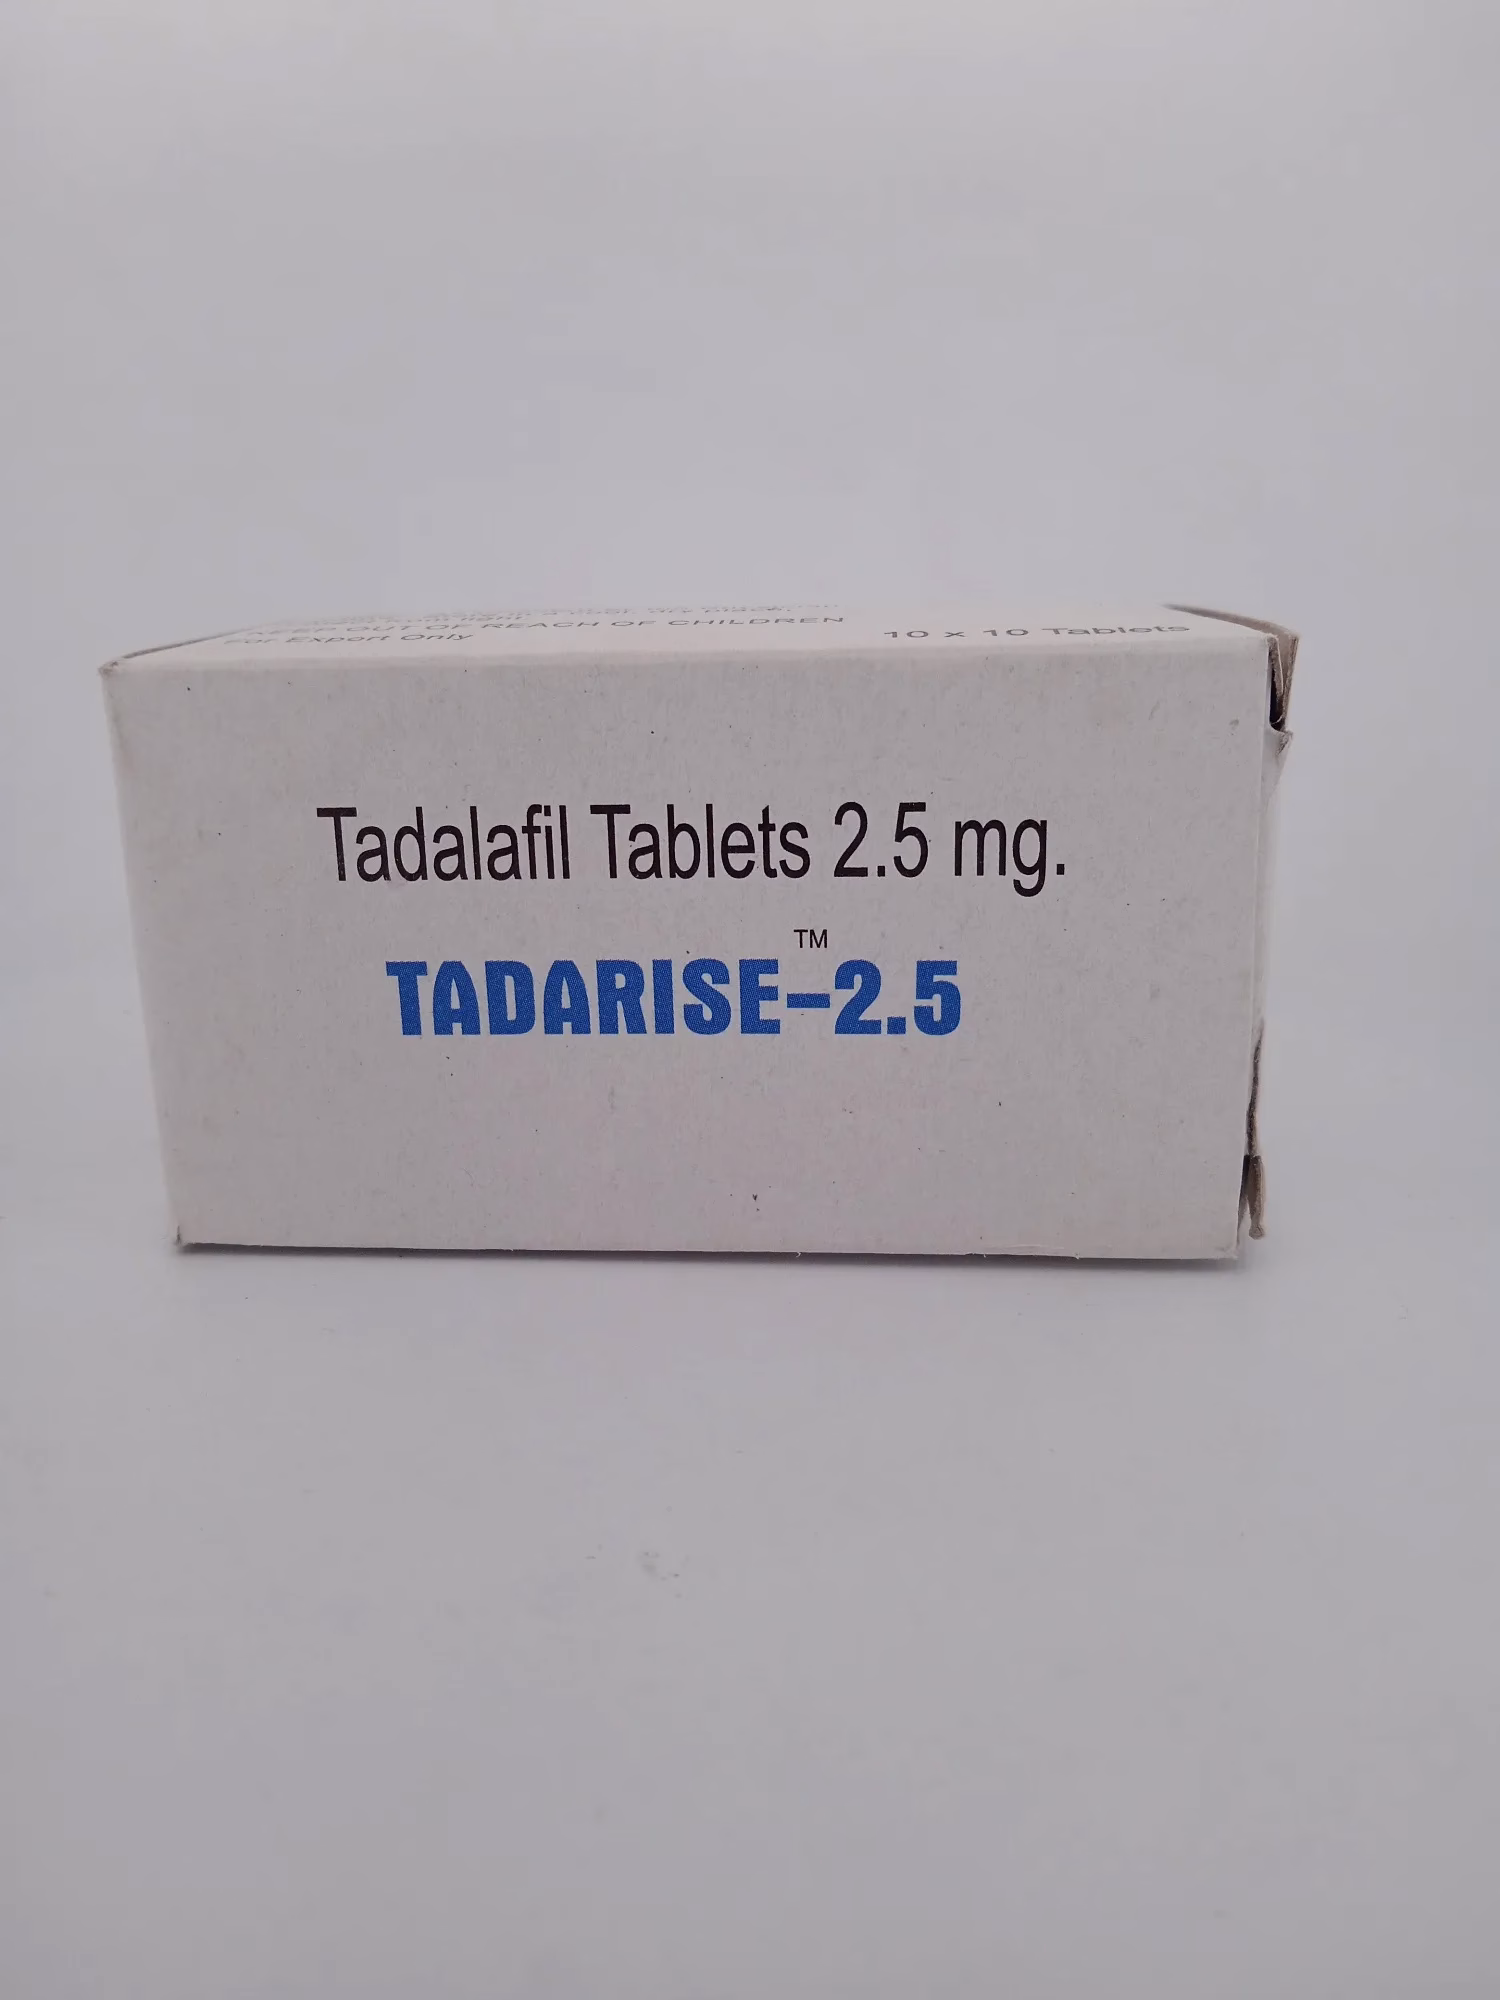 KEEP OUT OF REACH OF CHILDREN
For Export Only
10 x 10 Tablets
Tadalafil Tablets 2.5 mg.
TM
TADARISE-2.5